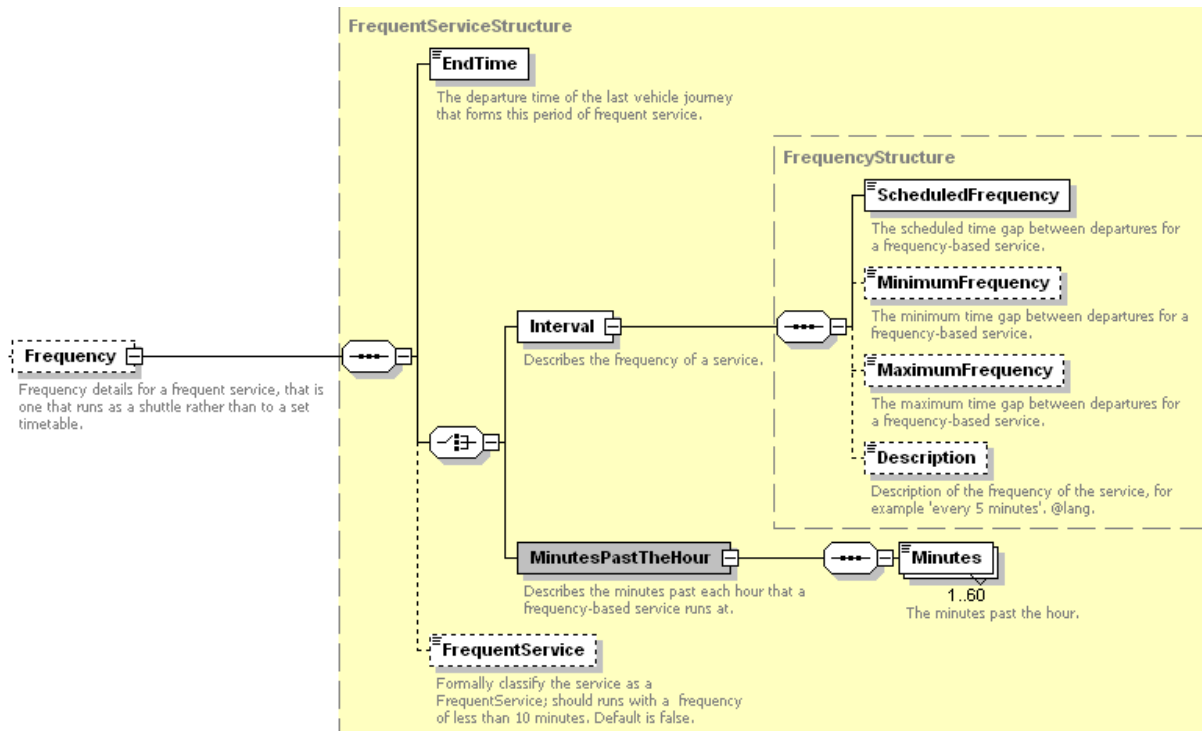 FrequentServiceStructure
EndTime
The departure time of the last vehicle journey
that forms this period of frequent service.
FrequencyStructure
ScheduledFrequency
The scheduled time gap between departures for
a frequency-based service.
MinimumFrequency
The minimum time gap between departures for a
frequency-based service.
Interval
Describes the frequency of a service.
Frequency
Frequency details for a frequent service, that is
one that runs as a shuttle rather than to a set
timetable.
MaximumFrequency
The maximum time gap between departures for
a frequency-based service.
Description
Description of the frequency of the service, for
example 'every 5 minutes'. @lang.
MinutesPastTheHour
Describes the minutes past each hour that a
frequency-based service runs at.
Minutes
1..60
The minutes past the hour.
FrequentService
Formally classify the service as a
FrequentService; should runs with a  frequency
of less than 10 minutes. Default is false.